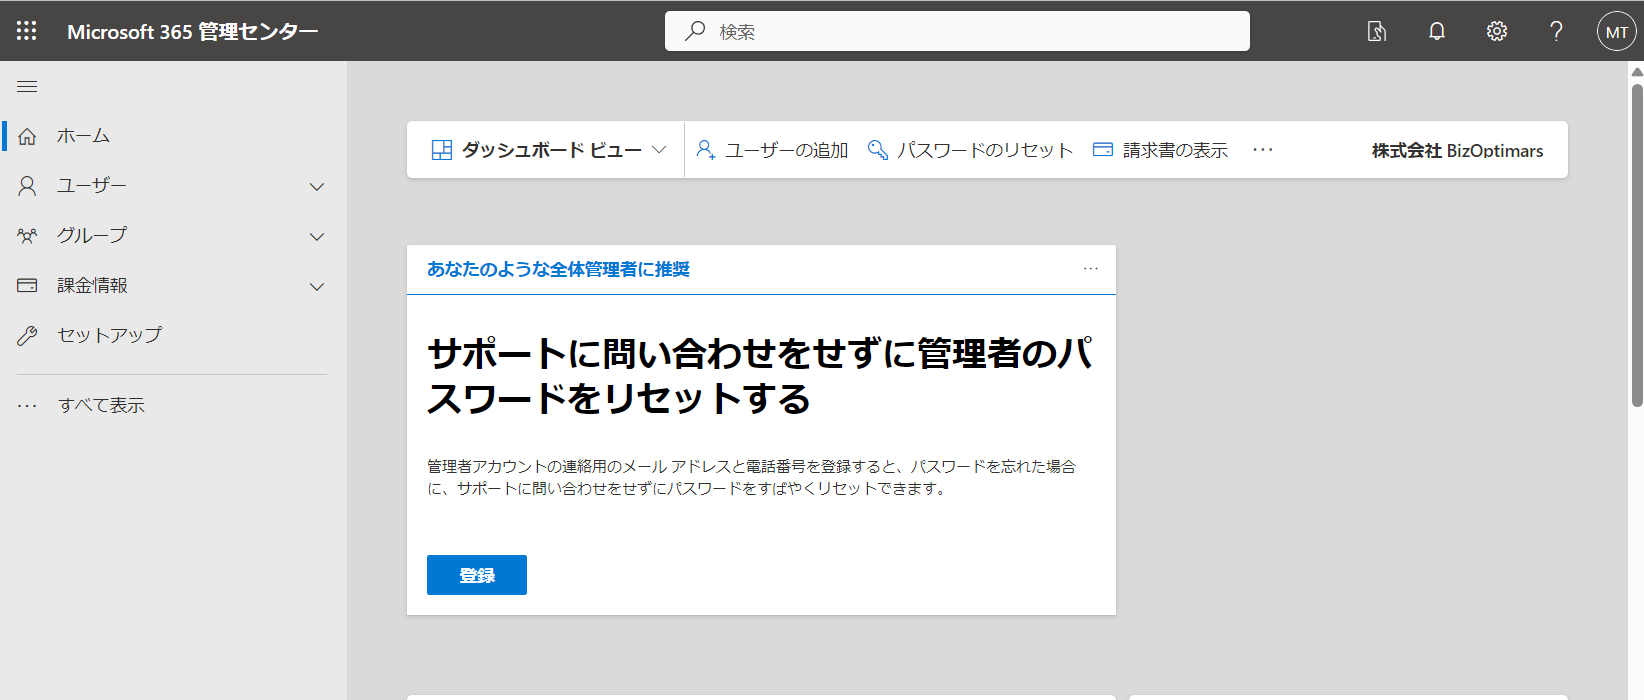 Microsoft 365 管理センター
検索
MT
ホーム
ユーザー
グループ
課金情報
セットアップ
すべて表示
ダッシュボード ビュー
ユーザーの追加
パスワードのリセット
請求書の表示
株式会社 BizOptimars
あなたのような全体管理者に推奨
サポートに問い合わせをせずに管理者のパ
スワードをリセットする
管理者アカウントの連絡用のメール アドレスと電話番号を登録すると、パスワードを忘れた場合
に、サポートに問い合わせをせずにパスワードをすばやくリセットできます。
登録